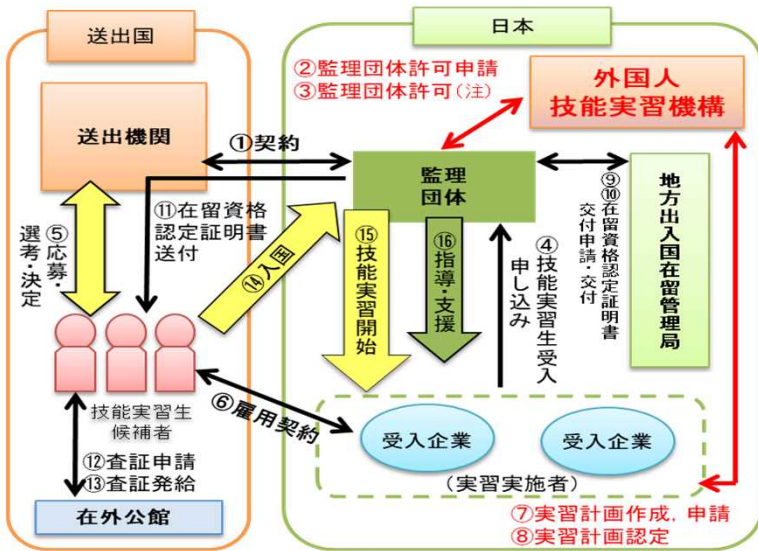 送出国
日本
送出機関
①契約
②監理団体許可申請
③監理団体許可(注)
外国人
技能実習機構
監理
団体
⑤応募・
選考・決定
⑪在留資格
認定証明書
送付
⑭入国
⑮技能実習開始
⑯指導・支援
④技能実習生受入
申し込み
⑨⑩在留資格認定証明書
交付申請・交付
地方出入国在留管理局
技能実習生
候補者
⑥雇用契約
受入企業
受入企業
(実習実施者)
⑫査証申請
⑬査証発給
在外公館
⑦実習計画作成，申請
⑧実習計画認定